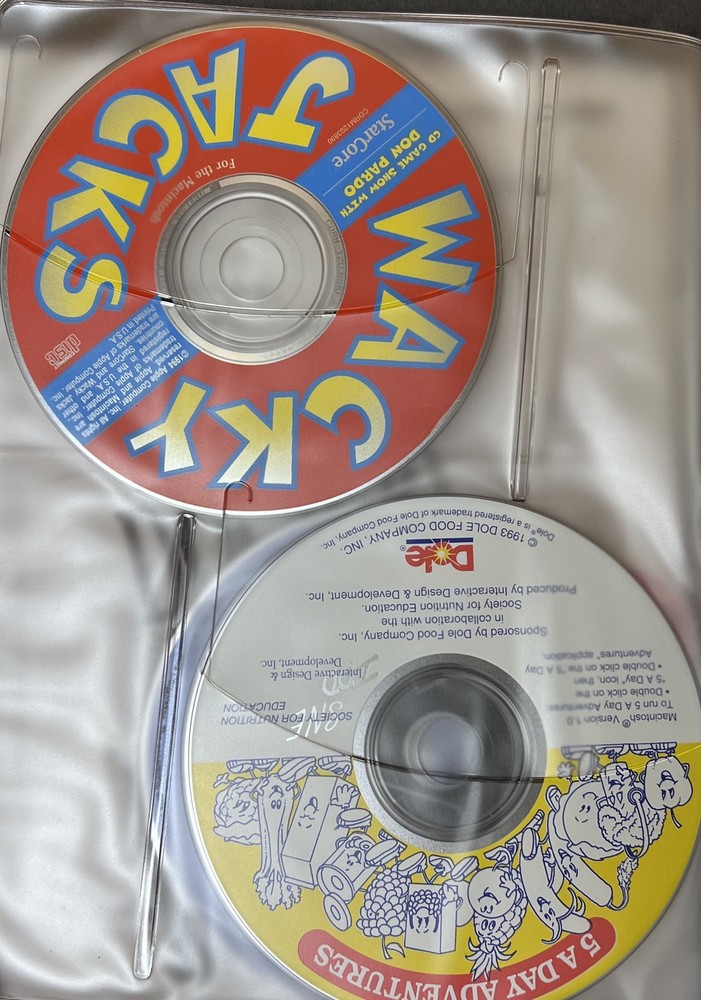 WACKY
JACKS
CD GAME SHOW WITH
DON PARDO
StarCore
CDRM1203890
For the Macintosh
©1994 Apple Computer, Inc. All rights
reserved. Apple and Macintosh are
trademarks of Apple Computer, Inc.
registered in the U.S.A. and other
countries. StarCore and Wacky Jacks
are trademarks of Apple Computer, Inc.
Printed in U.S.A.
COMPACT
disc
5 A DAY ADVENTURES
SOCIETY FOR NUTRITION
EDUCATION
SNE
Interactive Design &
Development, Inc.
Macintosh® Version 1.0
To run 5 A Day Adventures:
• Double click on the
"5 A Day" icon, then
• Double click on the "5 A Day
Adventures" application.
Sponsored by Dole Food Company, Inc.
in collaboration with the
Society for Nutrition Education.
Produced by Interactive Design & Development, Inc.
Dole®
© 1993 DOLE FOOD COMPANY, INC.
Dole® is a registered trademark of Dole Food Company, Inc.